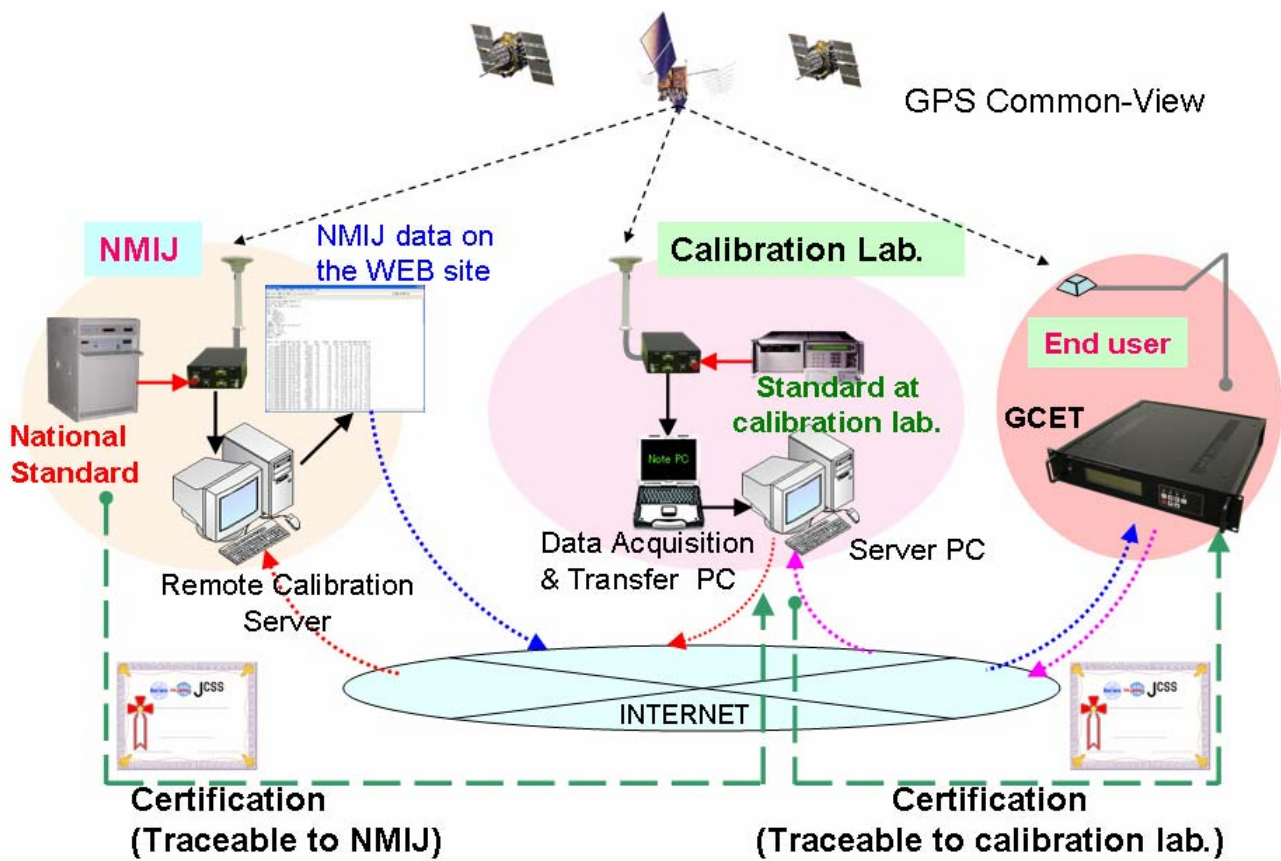 GPS Common-View
NMIJ
NMIJ data on
the WEB site
Calibration Lab.
End user
National
Standard
Standard at
calibration lab.
GCET
Note PC
Remote Calibration
Server
Data Acquisition
& Transfer PC
Server PC
INTERNET
JCSS
JCSS
Certification
(Traceable to NMIJ)
Certification
(Traceable to calibration lab.)